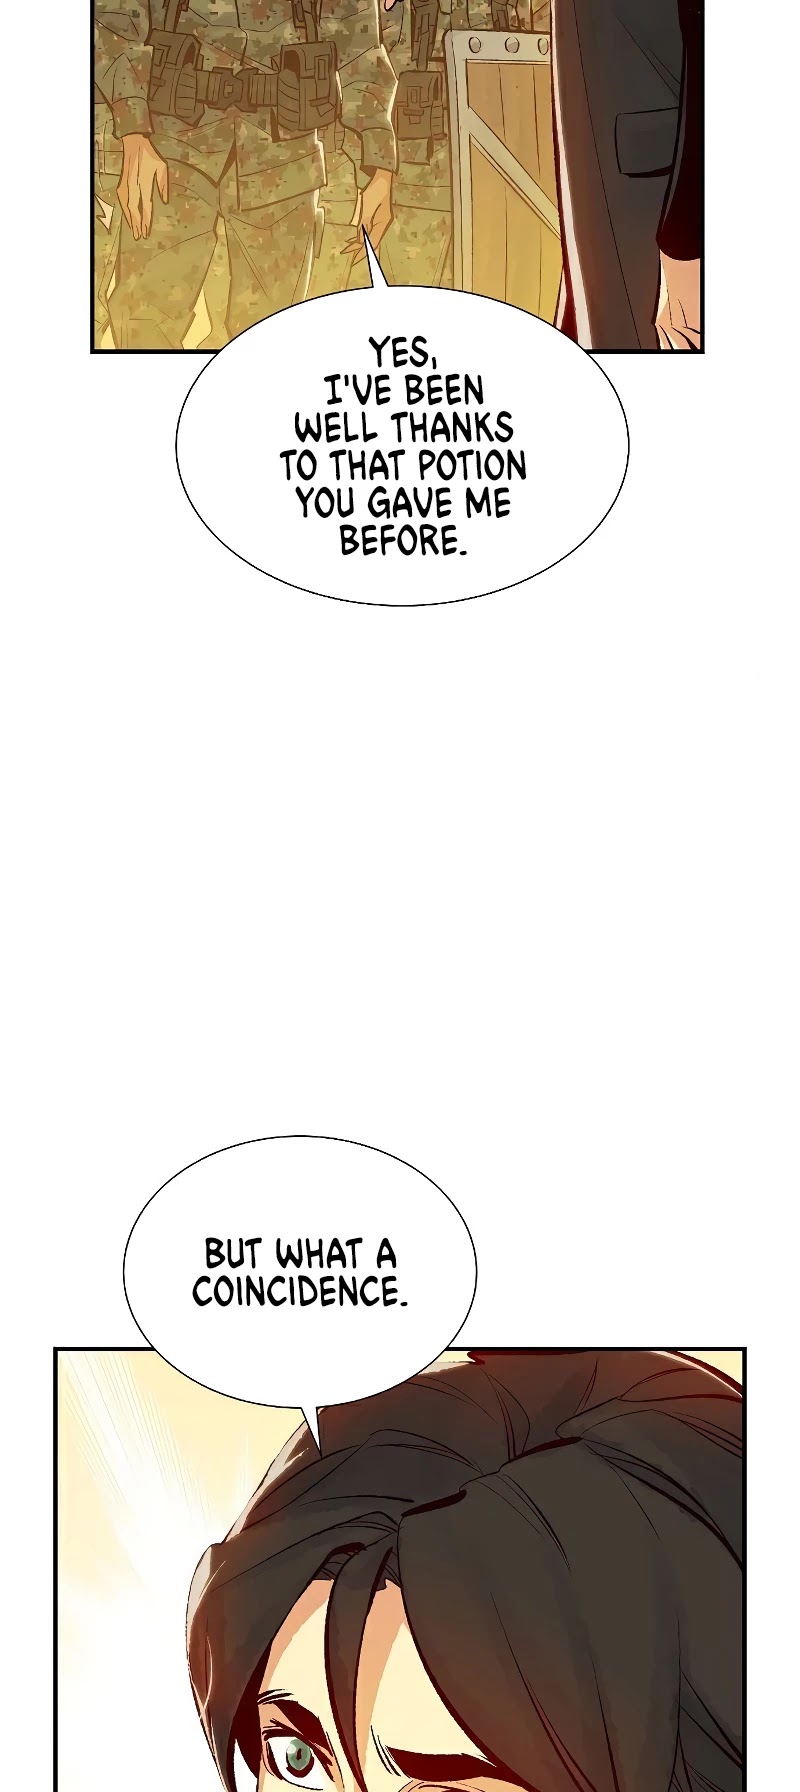 YES,
I'VE BEEN
WELL THANKS
TO THAT POTION
YOU GAVE ME
BEFORE.
BUT WHAT A
COINCIDENCE.